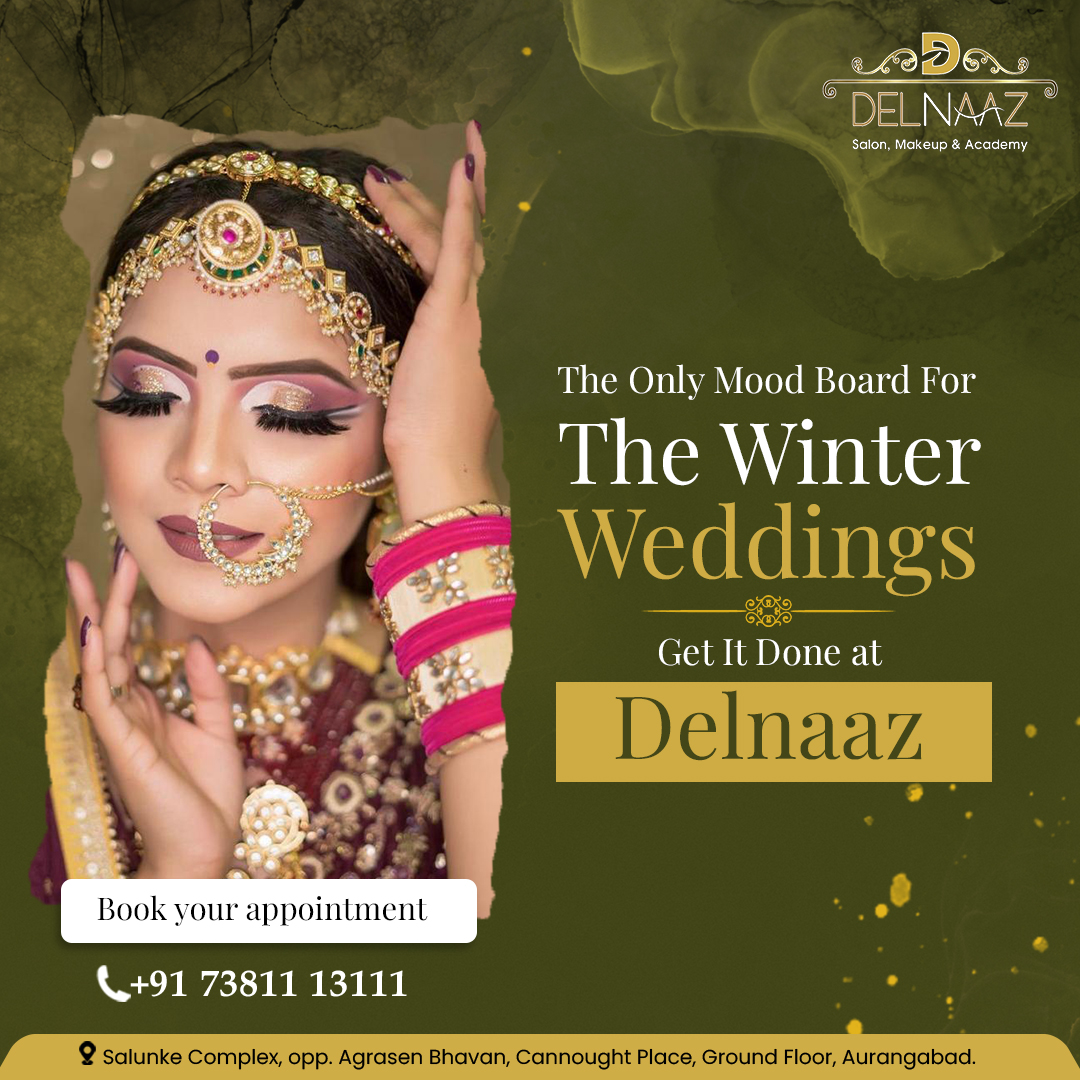 D
DELNAAZ
Salon, Makeup & Academy
The Only Mood Board For
The Winter
Weddings
Get It Done at
Delnaaz
Book your appointment
+91 73811 13111
Salunke Complex, opp. Agrasen Bhavan, Cannought Place, Ground Floor, Aurangabad.